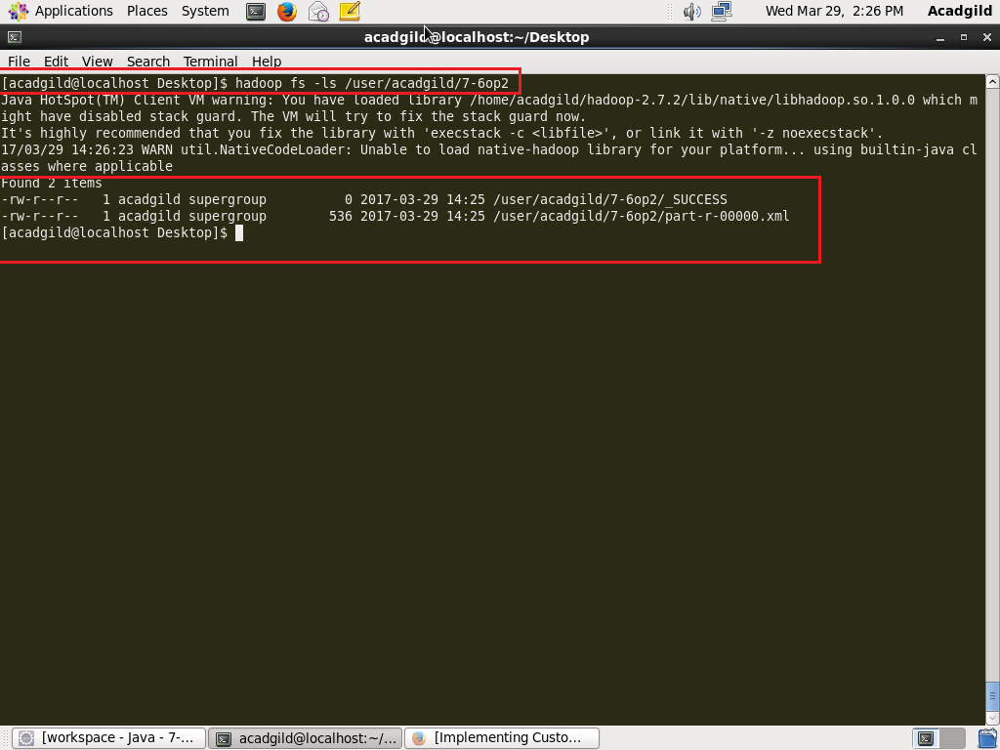 Applications Places System Wed Mar 29, 2:26 PM Acadgild
acadgild@localhost:~/Desktop
File Edit View Search Terminal Help
[acadgild@localhost Desktop]$ hadoop fs -ls /user/acadgild/7-6op2
Java HotSpot(TM) Client VM warning: You have loaded library /home/acadgild/hadoop-2.7.2/lib/native/libhadoop.so.1.0.0 which m
ight have disabled stack guard. The VM will try to fix the stack guard now.
It's highly recommended that you fix the library with 'execstack -c <libfile>', or link it with '-z noexecstack'.
17/03/29 14:26:23 WARN util.NativeCodeLoader: Unable to load native-hadoop library for your platform... using builtin-java cl
asses where applicable
Found 2 items
-rw-r--r--   1 acadgild supergroup          0 2017-03-29 14:25 /user/acadgild/7-6op2/_SUCCESS
-rw-r--r--   1 acadgild supergroup        536 2017-03-29 14:25 /user/acadgild/7-6op2/part-r-00000.xml
[acadgild@localhost Desktop]$
[workspace - Java - 7-... acadgild@localhost:~/... [Implementing Custo...